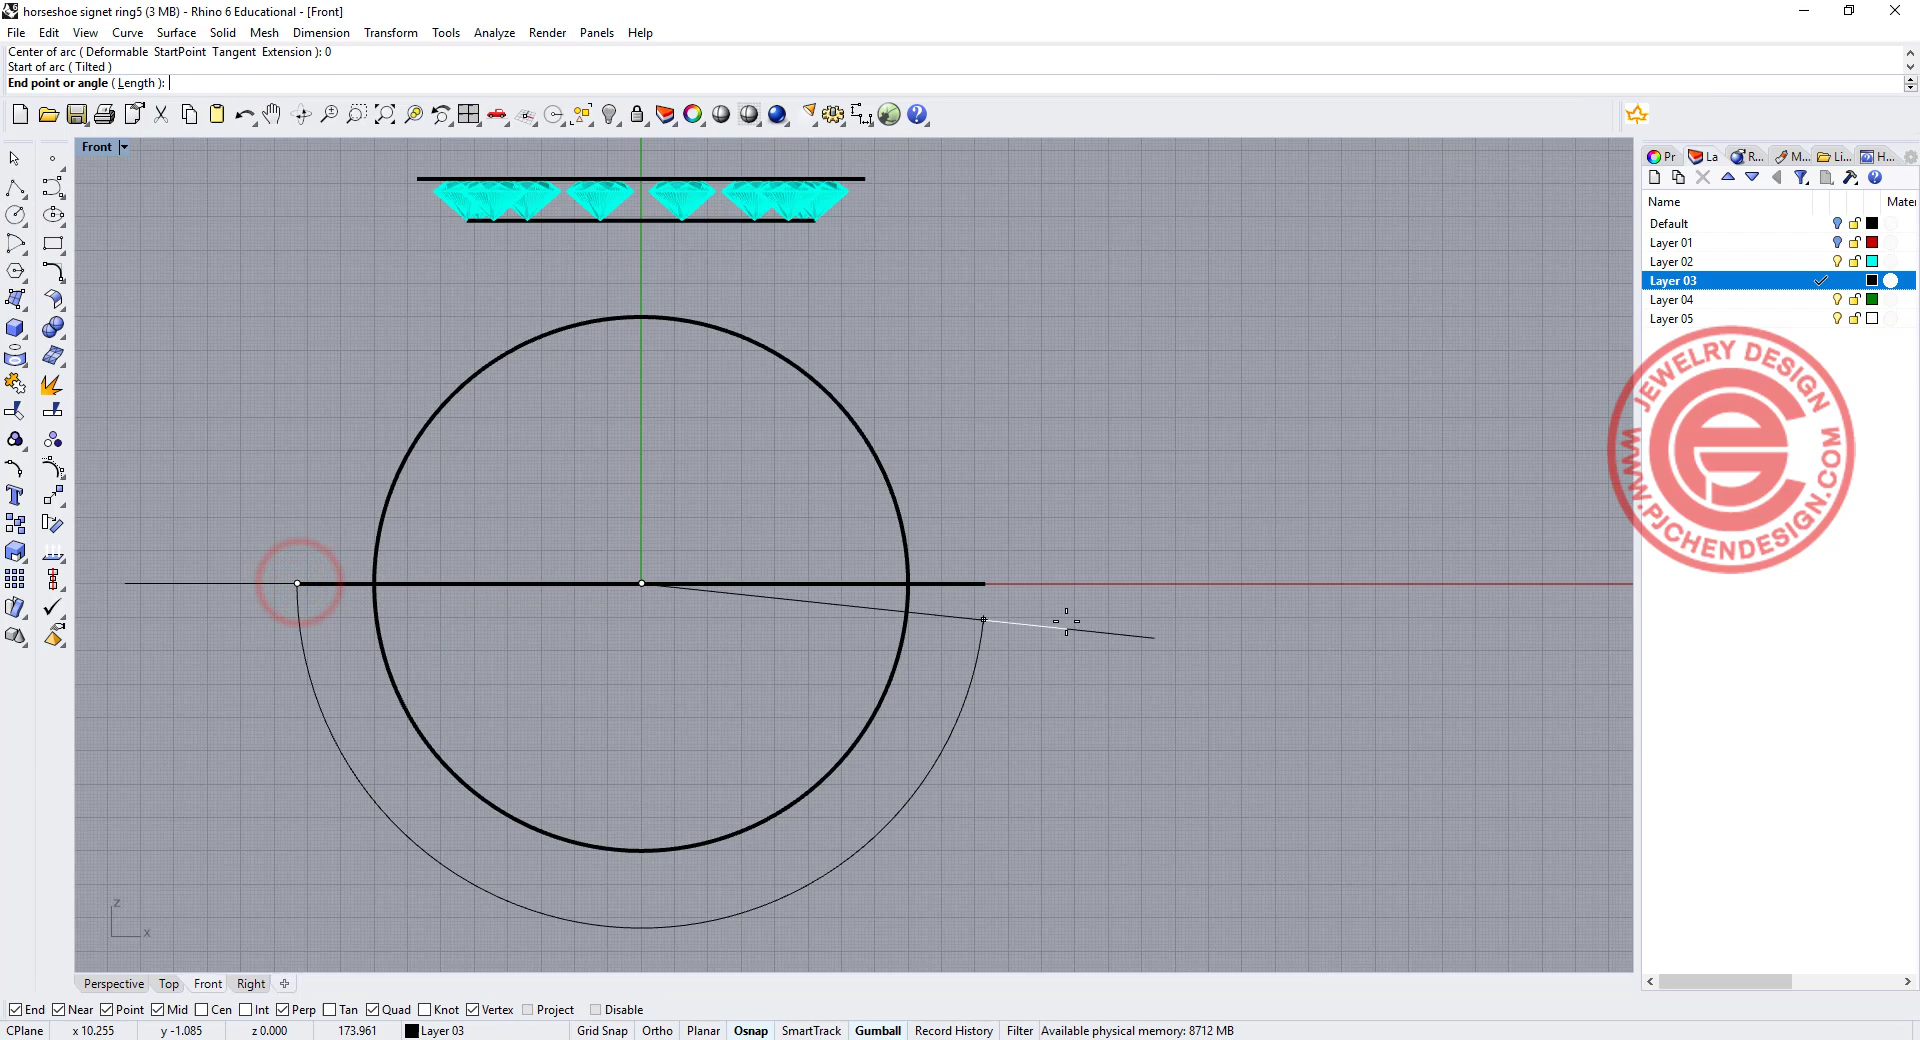 horseshoe signet ring5 (3 MB) - Rhino 6 Educational - [Front]
File Edit View Curve Surface Solid Mesh Dimension Transform Tools Analyze Render Panels Help
Center of arc ( Deformable StartPoint Tangent Extension ): 0
Start of arc ( Tilted )
End point or angle ( Length ):
Front
Pr La R... M... Li... H...
Name Mater
Default
Layer 01
Layer 02
Layer 03
Layer 04
Layer 05
JEWELRY DESIGN
WWW.PJCHENDESIGN.COM
z
x
Perspective Top Front Right
End Near Point Mid Cen Int Perp Tan Quad Knot Vertex Project Disable
CPlane x 10.255 y -1.085 z 0.000 173.961 Layer 03 Grid Snap Ortho Planar Osnap SmartTrack Gumball Record History Filter Available physical memory: 8712 MB